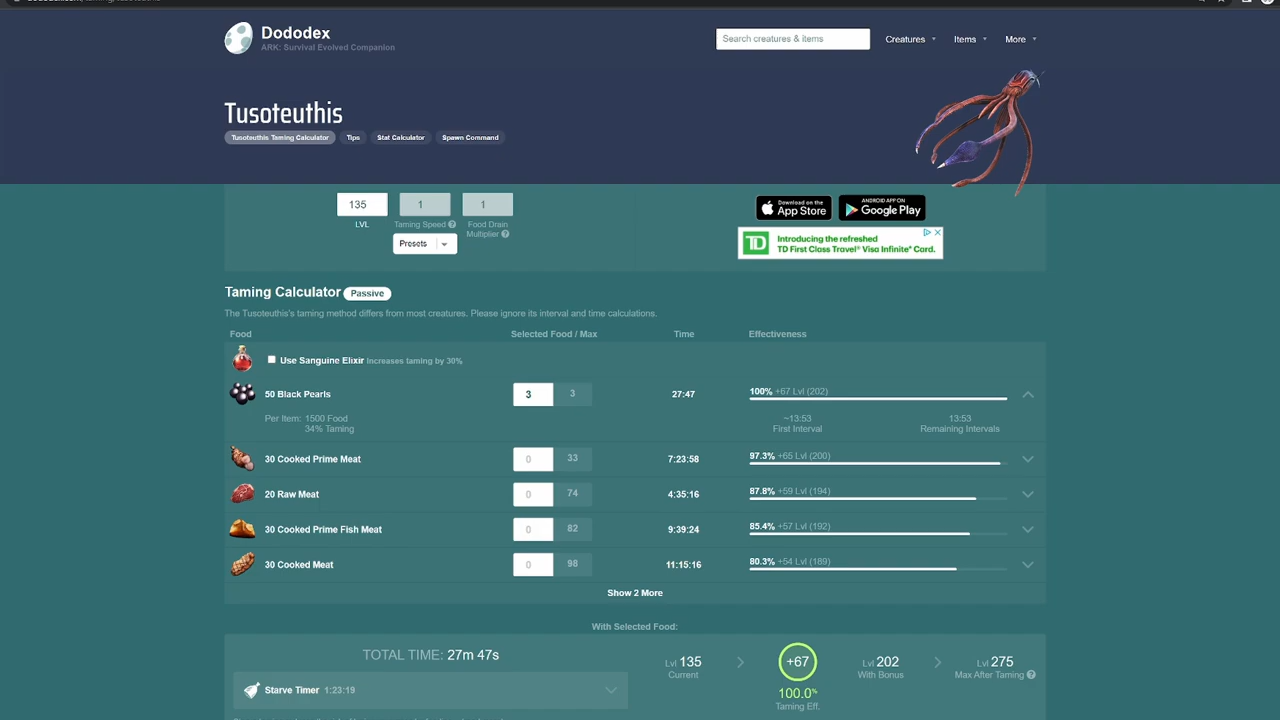 Dododex
ARK: Survival Evolved Companion
Search creatures & items
Creatures
Items
More
Tusoteuthis
Tusoteuthis Taming Calculator
Tips
Stat Calculator
Spawn Command
135
1
1
LVL
Taming Speed
Food Drain
Multiplier
Presets
Download on the
App Store
ANDROID APP ON
Google Play
TD
Introducing the refreshed
TD First Class Travel® Visa Infinite* Card.
Taming Calculator Passive
The Tusoteuthis's taming method differs from most creatures. Please ignore its interval and time calculations.
Food
Selected Food / Max
Time
Effectiveness
Use Sanguine Elixir Increases taming by 30%
50 Black Pearls
3
3
27:47
100% +67 Lvl (202)
Per Item: 1500 Food
34% Taming
~13:53
First Interval
13:53
Remaining Intervals
30 Cooked Prime Meat
0
33
7:23:58
97.3% +65 Lvl (200)
20 Raw Meat
0
74
4:35:16
87.8% +59 Lvl (194)
30 Cooked Prime Fish Meat
0
82
9:39:24
85.4% +57 Lvl (192)
30 Cooked Meat
0
98
11:15:16
80.3% +54 Lvl (189)
Show 2 More
With Selected Food:
TOTAL TIME: 27m 47s
Starve Timer 1:23:19
Lvl 135
Current
+67
100.0%
Taming Eff.
Lvl 202
With Bonus
Lvl 275
Max After Taming